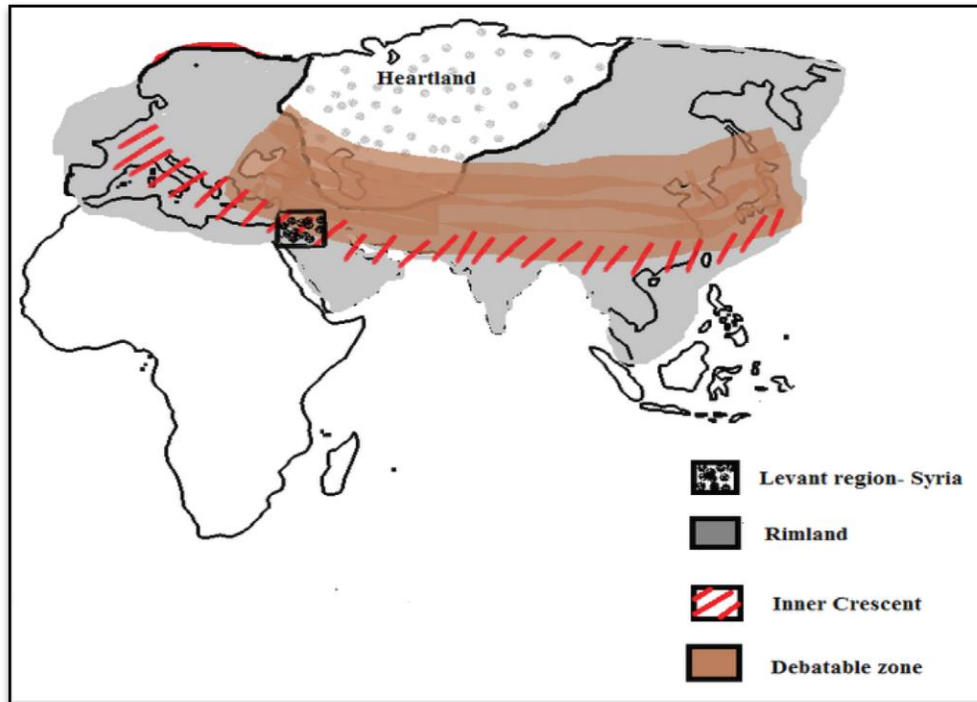 Heartland
Levant region- Syria
Rimland
Inner Crescent
Debatable zone